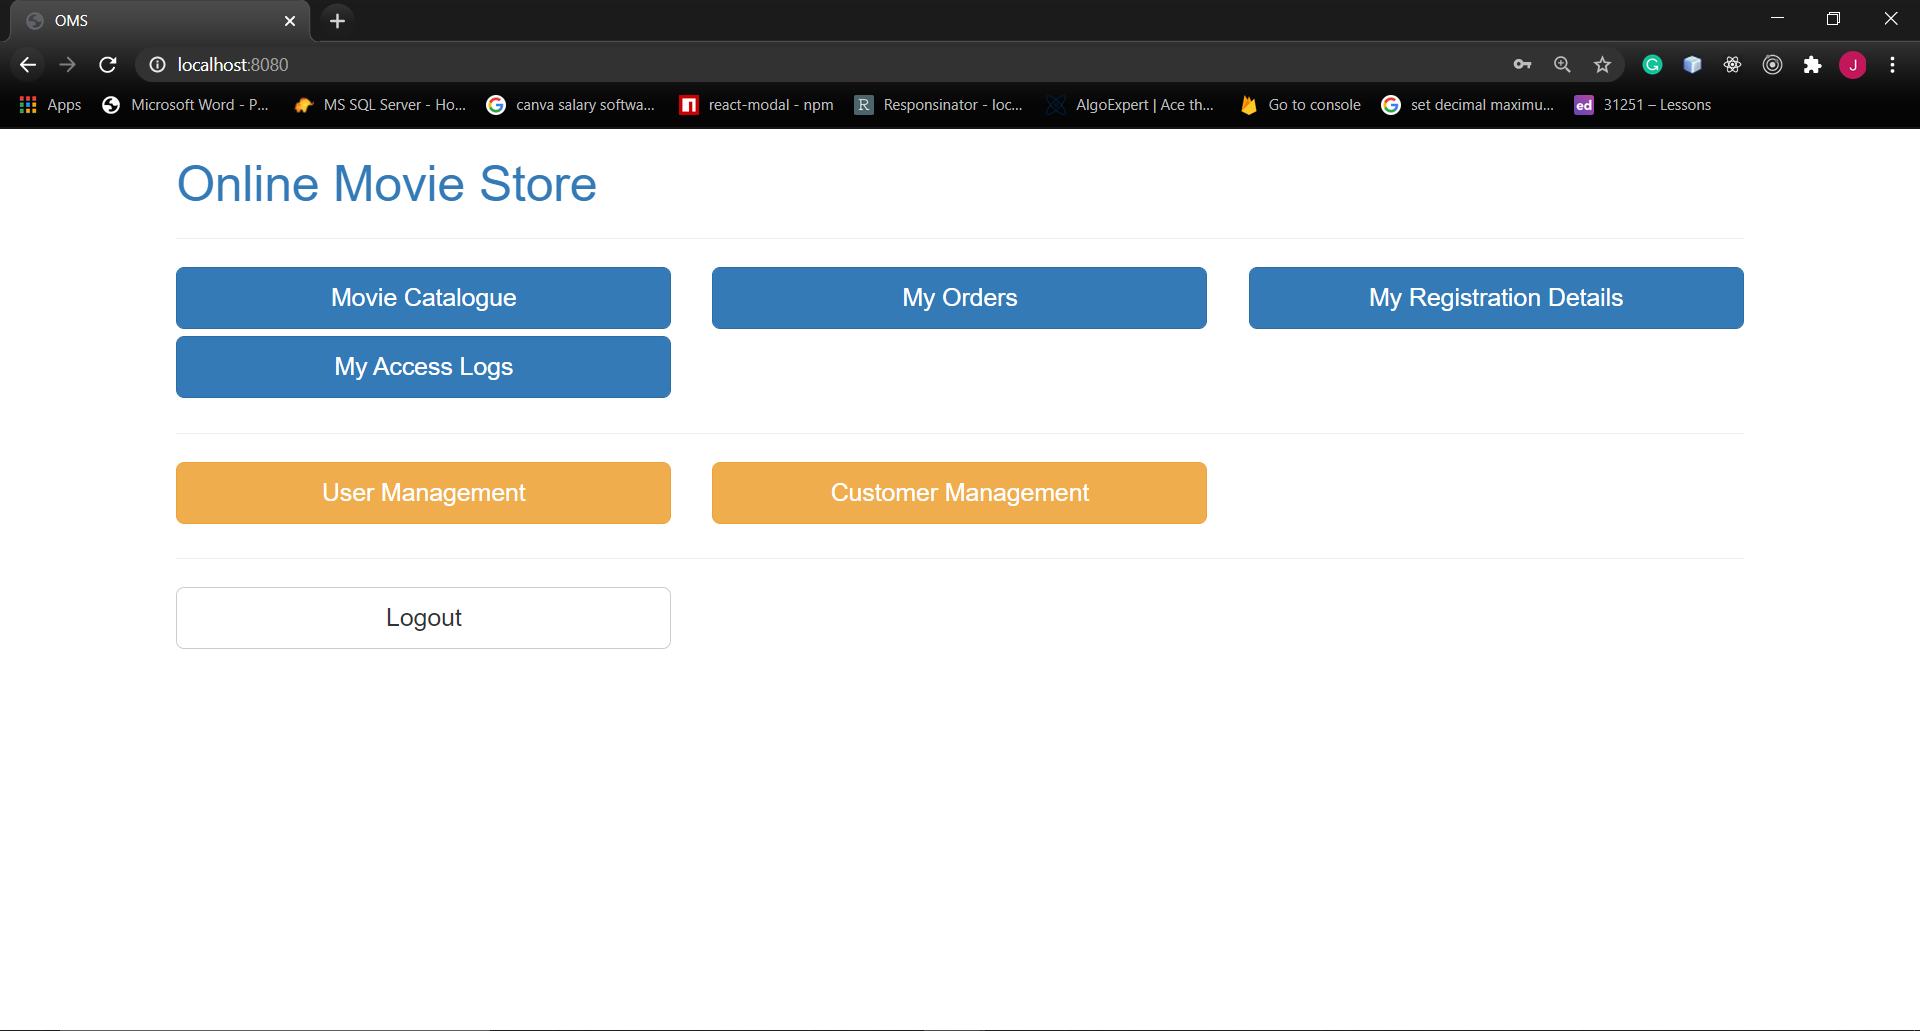 OMS
localhost:8080
J
Apps
Microsoft Word - P...
MS SQL Server - Ho...
canva salary softwa...
react-modal - npm
R
Responsinator - loc...
AlgoExpert | Ace th...
Go to console
set decimal maximu...
ed
31251 – Lessons
Online Movie Store
Movie Catalogue
My Orders
My Registration Details
My Access Logs
User Management
Customer Management
Logout